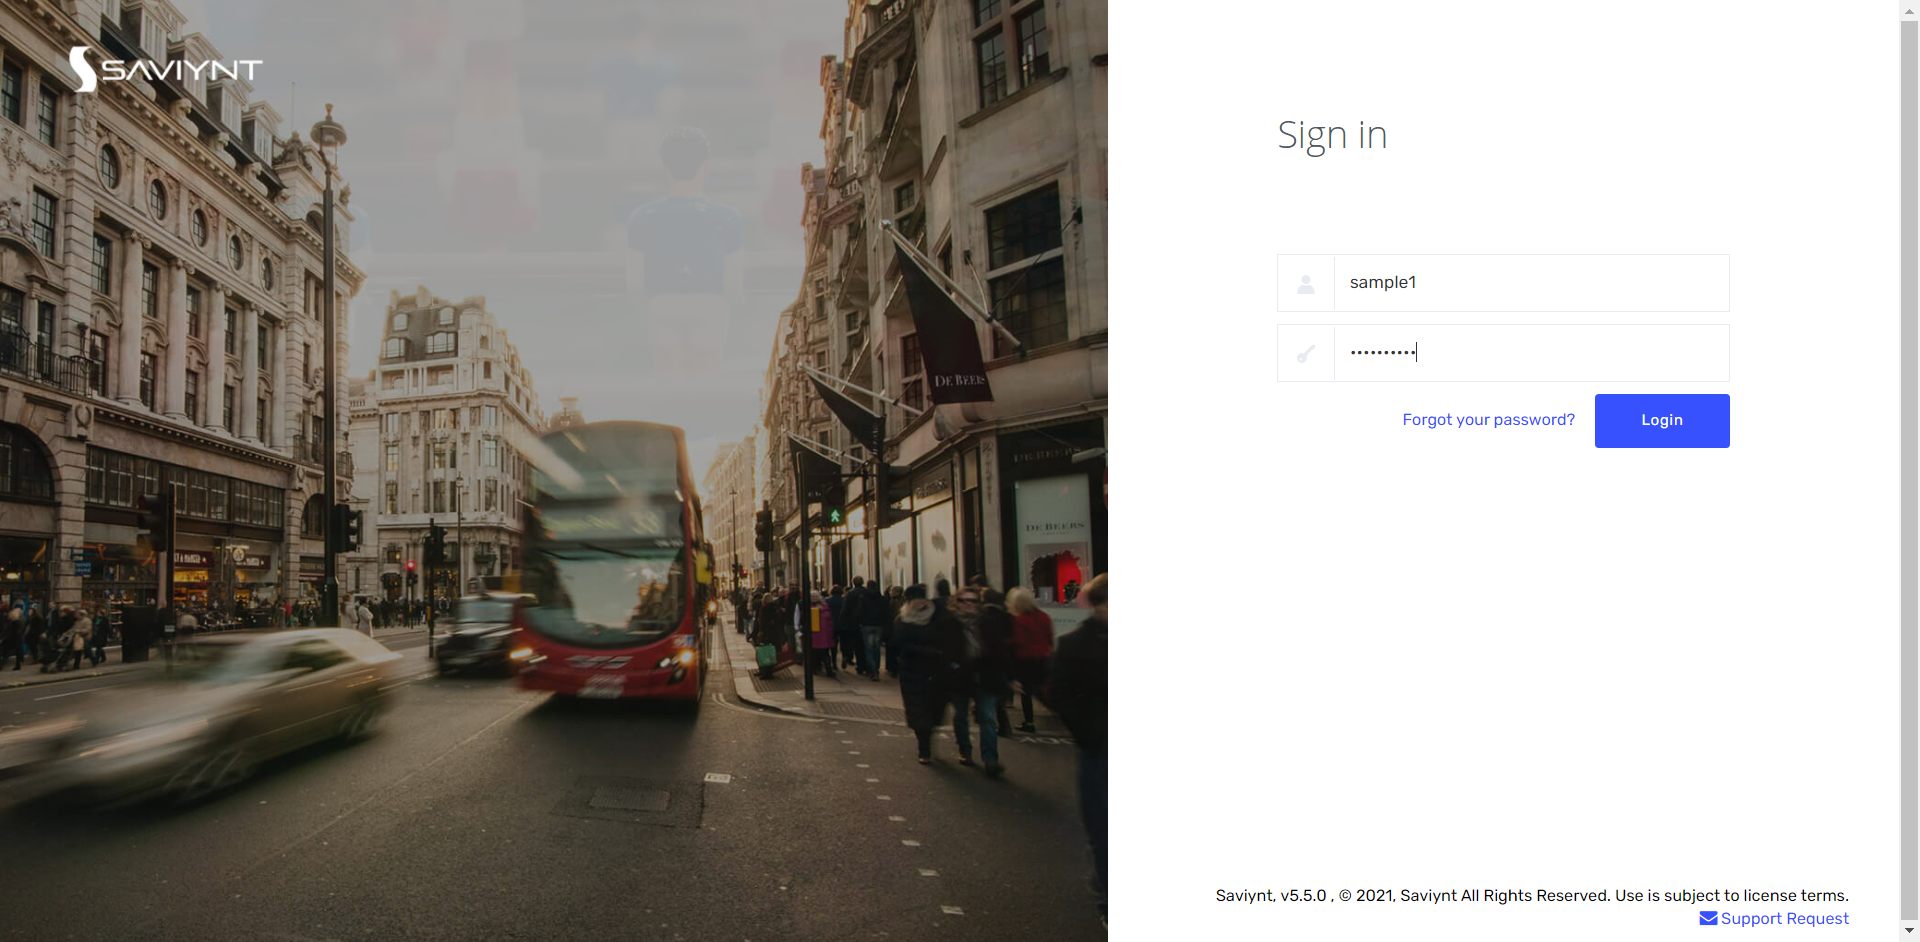 SAVIYNT
DE BEERS
DE BEERS
Sign in
sample1
••••••••••
Forgot your password?
Login
Saviynt, v5.5.0 , © 2021, Saviynt All Rights Reserved. Use is subject to license terms.
Support Request